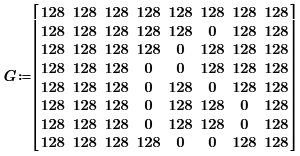 128 128 128 128 128 128 128 128
128 128 128 128 128 0 128 128
128 128 128 128 0 128 128 128
128 128 128 0 0 128 128 128
G:= 128 128 128 0 128 0 128 128
128 128 128 0 128 128 0 128
128 128 128 0 128 128 0 128
128 128 128 128 0 0 128 128